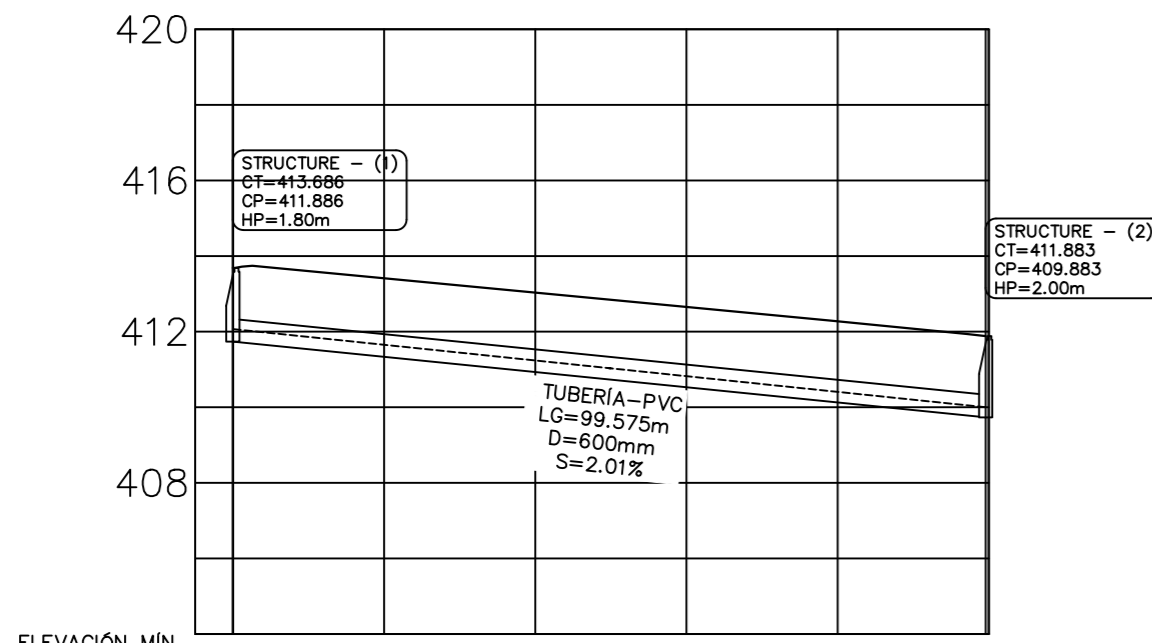 420
STRUCTURE - (1)
CT=413.686
CP=411.886
HP=1.80m
416
STRUCTURE - (2)
CT=411.883
CP=409.883
HP=2.00m
412
TUBERÍA-PVC
LG=99.575m
D=600mm
S=2.01%
408
ELEVACIÓN MÍN